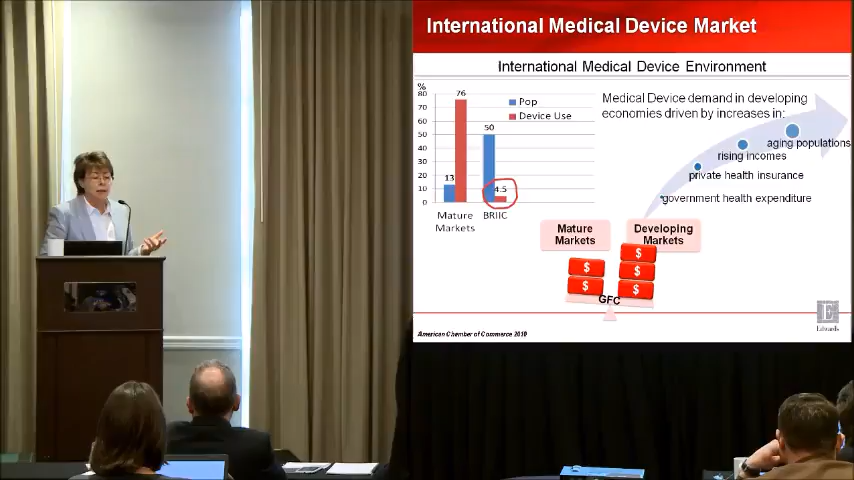 International Medical Device Market
International Medical Device Environment
%
80
70
60
50
40
30
20
10
0
76
50
13
4.5
Pop
Device Use
Mature
Markets
BRIIC
Medical Device demand in developing
economies driven by increases in:
aging populations
rising incomes
private health insurance
government health expenditure
Mature
Markets
Developing
Markets
$
$
$
$
$
GFC
American Chamber of Commerce 2010
E
Edwards